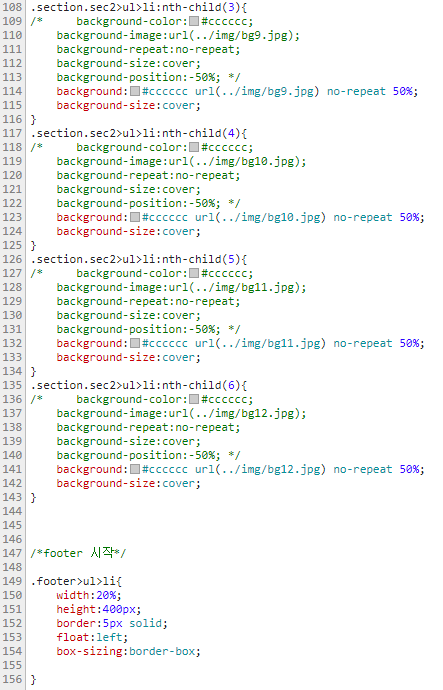 108 .section.sec2>ul>li:nth-child(3){
109 /*     background-color:#cccccc;
110     background-image:url(../img/bg9.jpg);
111     background-repeat:no-repeat;
112     background-size:cover;
113     background-position:-50%; */
114     background:#cccccc url(../img/bg9.jpg) no-repeat 50%;
115     background-size:cover;
116 }
117 .section.sec2>ul>li:nth-child(4){
118 /*     background-color:#cccccc;
119     background-image:url(../img/bg10.jpg);
120     background-repeat:no-repeat;
121     background-size:cover;
122     background-position:-50%; */
123     background:#cccccc url(../img/bg10.jpg) no-repeat 50%;
124     background-size:cover;
125 }
126 .section.sec2>ul>li:nth-child(5){
127 /*     background-color:#cccccc;
128     background-image:url(../img/bg11.jpg);
129     background-repeat:no-repeat;
130     background-size:cover;
131     background-position:-50%; */
132     background:#cccccc url(../img/bg11.jpg) no-repeat 50%;
133     background-size:cover;
134 }
135 .section.sec2>ul>li:nth-child(6){
136 /*     background-color:#cccccc;
137     background-image:url(../img/bg12.jpg);
138     background-repeat:no-repeat;
139     background-size:cover;
140     background-position:-50%; */
141     background:#cccccc url(../img/bg12.jpg) no-repeat 50%;
142     background-size:cover;
143 }
144
145
146
147 /*footer 시작*/
148
149 .footer>ul>li{
150     width:20%;
151     height:400px;
152     border:5px solid;
153     float:left;
154     box-sizing:border-box;
155
156 }